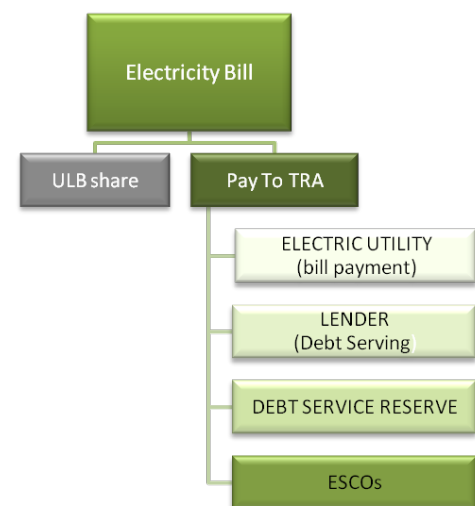 Electricity Bill
ULB share
Pay To TRA
ELECTRIC UTILITY
(bill payment)
LENDER
(Debt Serving)
DEBT SERVICE RESERVE
ESCOs